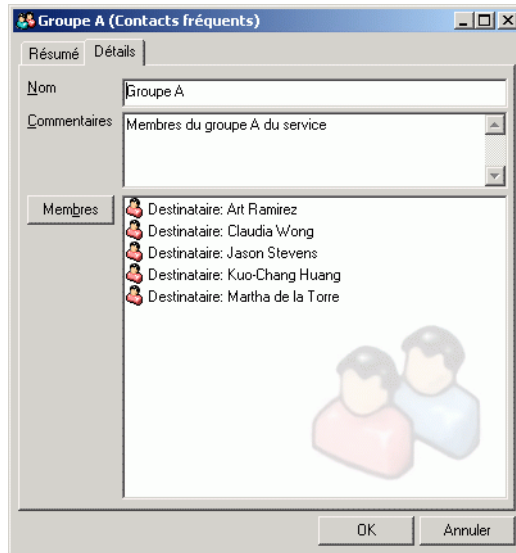 Groupe A (Contacts fréquents)
Résumé Détails
Nom Groupe A
Commentaires Membres du groupe A du service
Membres Destinataire: Art Ramirez
Destinataire: Claudia Wong
Destinataire: Jason Stevens
Destinataire: Kuo-Chang Huang
Destinataire: Martha de la Torre
OK Annuler